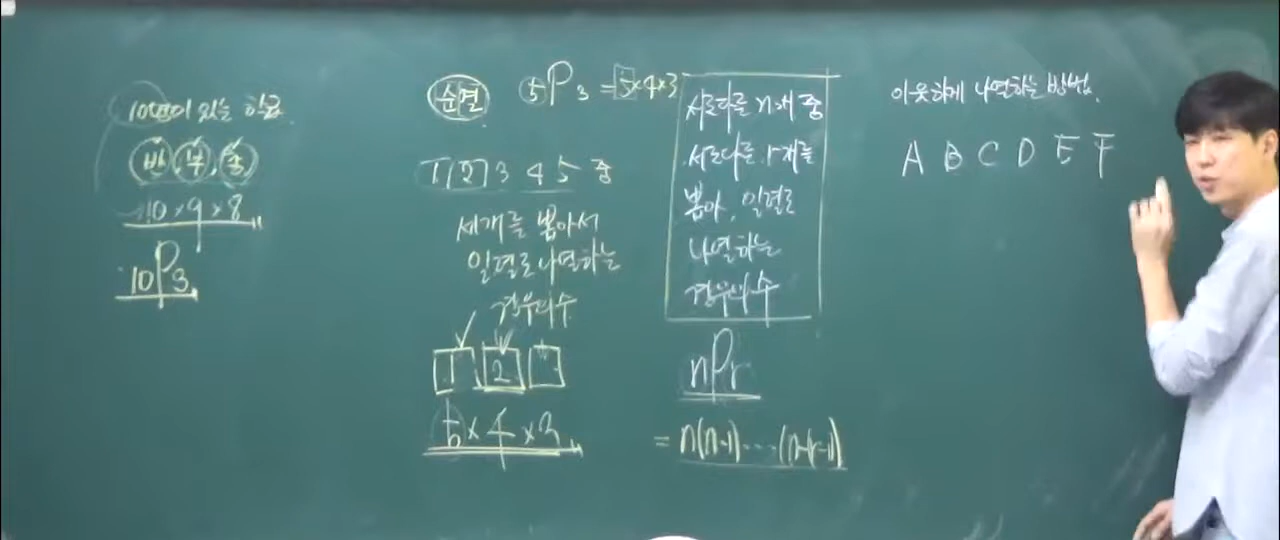 10명이 있는 학급
반, 부, 총
10 × 9 × 8
10P3
순열 5P3 = 5×4×3
1 2 3 4 5 중
세개를 뽑아서
일렬로 나열하는
경우의 수
1 2
5 × 4 × 3
서로다른 n개 중
서로다른 r개를
뽑아, 일렬로
나열하는
경우의 수
nPr
= n(n-1)····(n-(r-1)
이웃하게 나열하는 방법.
A B C D E F